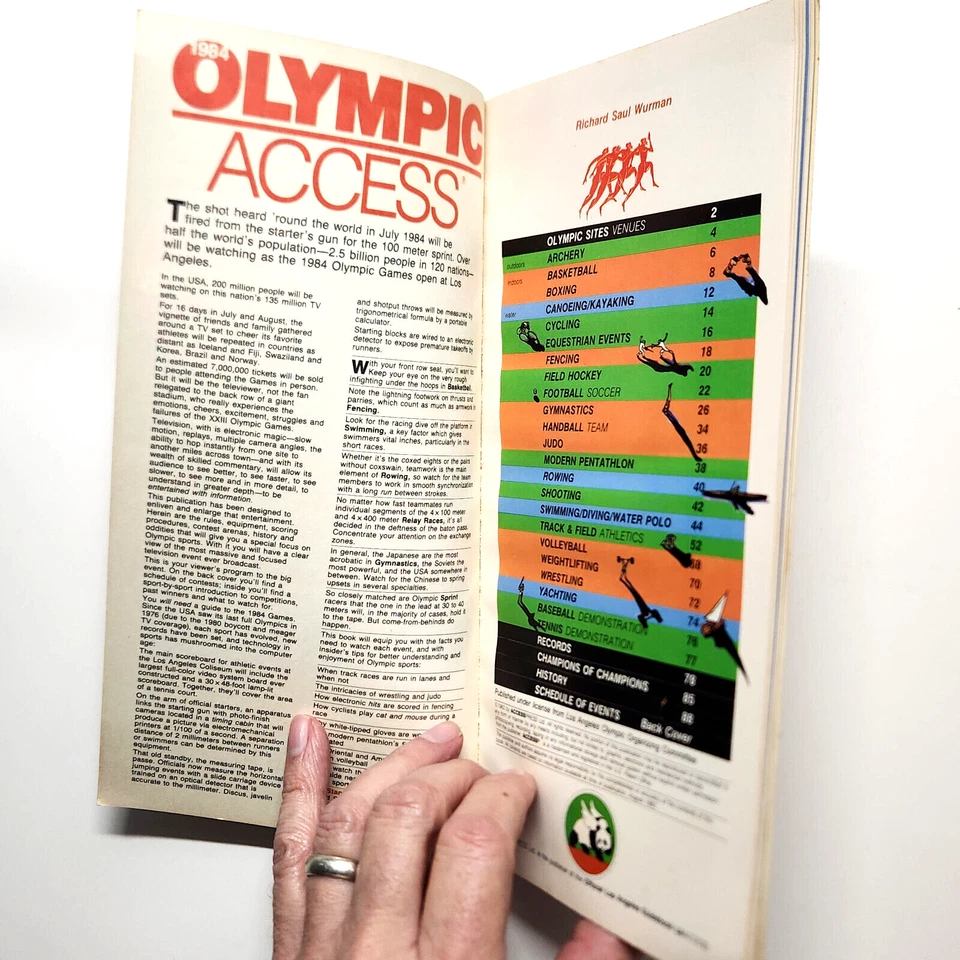 1984
OLYMPIC
ACCESS®
The shot heard 'round the world in July 1984 will be
fired from the starter's gun for the 100 meter sprint. Over
half the world's population—2.5 billion people in 120 nations—
will be watching as the 1984 Olympic Games open at Los
Angeles.
In the USA, 200 million people will be
watching on this nation's 135 million TV
sets.
For 16 days in July and August, the
vignette of friends and family gathered
around a TV set to cheer its favorite
athletes will be repeated in countries as
distant as Iceland and Fiji, Swaziland and
Korea, Brazil and Norway.
An estimated 7,000,000 tickets will be sold
to people attending the Games in person.
But it will be the televiewer, not the fan
relegated to the back row of a giant
stadium, who really experiences the
emotions, cheers, excitement, struggles and
failures of the XXIII Olympic Games.
Television, with its electronic magic—slow
motion, replays, multiple camera angles, the
ability to hop instantly from one site to
another miles across town—and with its
wealth of skilled commentary, will allow its
audience to see better, to see faster, to see
slower, to see more and in more detail, to
understand in greater depth—to be
entertained with information.
This publication has been designed to
enliven and enlarge that entertainment.
Herein are the rules, equipment, scoring
procedures, contest arenas, history and
oddities that will give you a special focus on
Olympic sports. With it you will have a clear
view of the most massive and focused
television event ever broadcast.
This is your viewer's program to the big
event. On the back cover you'll find a
schedule of contests; inside you'll find a
sport-by-sport introduction to competitions,
past winners and what to watch for.
You will need a guide to the 1984 Games.
Since the USA saw its last full Olympics in
1976 (due to the 1980 boycott and meager
TV coverage), each sport has evolved, new
records have been set, and technology in
sports has mushroomed into the computer
age:
The main scoreboard for athletic events at
the Los Angeles Coliseum will include the
largest full-color video system board ever
constructed and a 30 × 48-foot lamp-lit
scoreboard. Together, they'll cover the area
of a tennis court.
On the arm of official starters, an apparatus
links the starting gun with photo-finish
cameras located in a timing cabin that will
produce a picture via electromechanical
printers at 1/100 of a second. A separation
distance of 2 millimeters between runners
or swimmers can be determined by this
equipment.
That old standby, the measuring tape, is
passe. Officials now measure the horizontal
jumping events with a slide carriage device
trained on an optical detector that is
accurate to the millimeter. Discus, javelin
and shotput throws will be measured by
trigonometrical formula by a portable
calculator.
Starting blocks are wired to an electronic
detector to expose premature takeoffs by
runners.
With your front row seat, you'll want to
Keep your eye on the very rough
infighting under the hoops in Basketball.
Note the lightning footwork on thrusts and
parries, which count as much as armwork in
Fencing.
Look for the racing dive off the platform in
Swimming, a key factor which gives
swimmers vital inches, particularly in the
short races.
Whether it's the coxed eights or the pairs
without coxswain, teamwork is the main
element of Rowing, so watch for the team
members to work in smooth synchronization
with a long run between strokes.
No matter how fast teammates run
individual segments of the 4 × 100 meter
and 4 × 400 meter Relay Races, it's all
decided in the deftness of the baton pass.
Concentrate your attention on the exchange
zones.
In general, the Japanese are the most
acrobatic in Gymnastics, the Soviets the
most powerful, and the USA somewhere in
between. Watch for the Chinese to spring
upsets in several specialties.
So closely matched are Olympic Sprint
racers that the one in the lead at 30 to 40
meters will, in the majority of cases, hold it
to the tape. But come-from-behinds do
happen.
This book will equip you with the facts you
need to watch each event, and with
insider's tips for better understanding and
enjoyment of Olympic sports:
When track races are run in lanes and
when not
The intricacies of wrestling and judo
How electronic hits are scored in fencing
How cyclists play cat and mouse during a
race
white-tipped gloves are
modern pentathlon's
volleyball
Richard Saul Wurman
OLYMPIC SITES VENUES 2
outdoors ARCHERY 4
indoors BASKETBALL 6
BOXING 8
water CANOEING/KAYAKING 12
CYCLING 14
EQUESTRIAN EVENTS 16
FENCING 18
FIELD HOCKEY 20
FOOTBALL SOCCER 22
GYMNASTICS 26
HANDBALL TEAM 34
JUDO 36
MODERN PENTATHLON 38
ROWING 40
SHOOTING 42
SWIMMING/DIVING/WATER POLO 44
TRACK & FIELD ATHLETICS 52
VOLLEYBALL 68
WEIGHTLIFTING 70
WRESTLING 72
YACHTING 74
BASEBALL DEMONSTRATION 76
TENNIS DEMONSTRATION 77
RECORDS 78
CHAMPIONS OF CHAMPIONS 85
HISTORY 88
SCHEDULE OF EVENTS Back Cover
Published under license from Los Angeles Olympic Organizing Committee